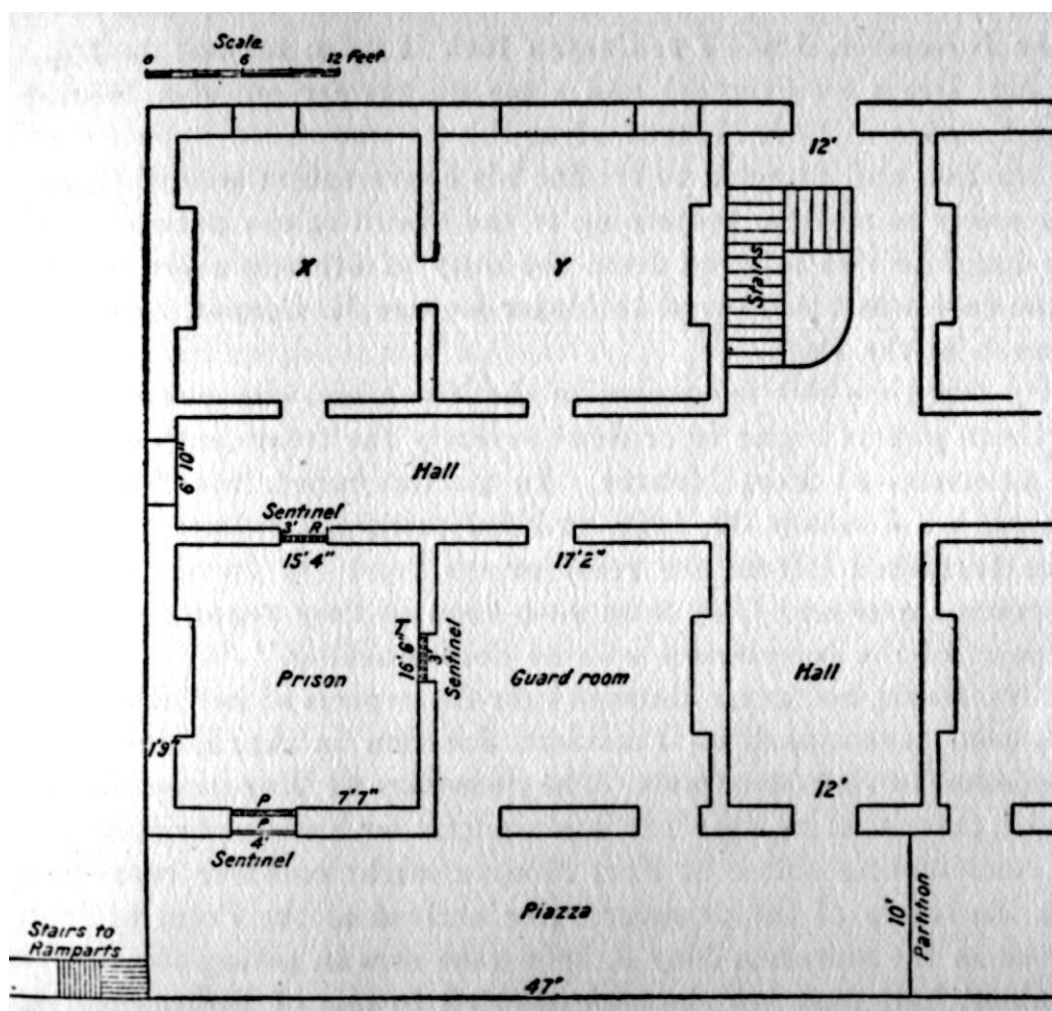 Scale
0 6 12 Feet
12'
X
Y
Stairs
Hall
6' 10"
Sentinel
3' R
15' 4"
17' 2"
16' 6"
T
3'
Sentinel
Prison
Guard room
Hall
1' 9"
P
7' 7"
12'
P
4'
Sentinel
Piazza
10'
Partition
Stairs to
Ramparts
47"